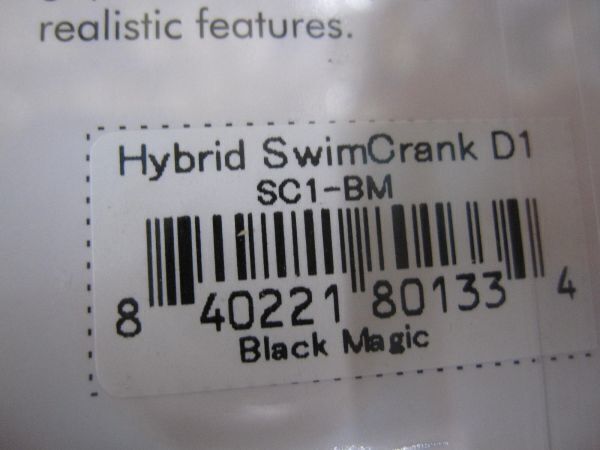 realistic features.
Hybrid SwimCrank D1
SC1-BM
8 40221 80133 4
Black Magic